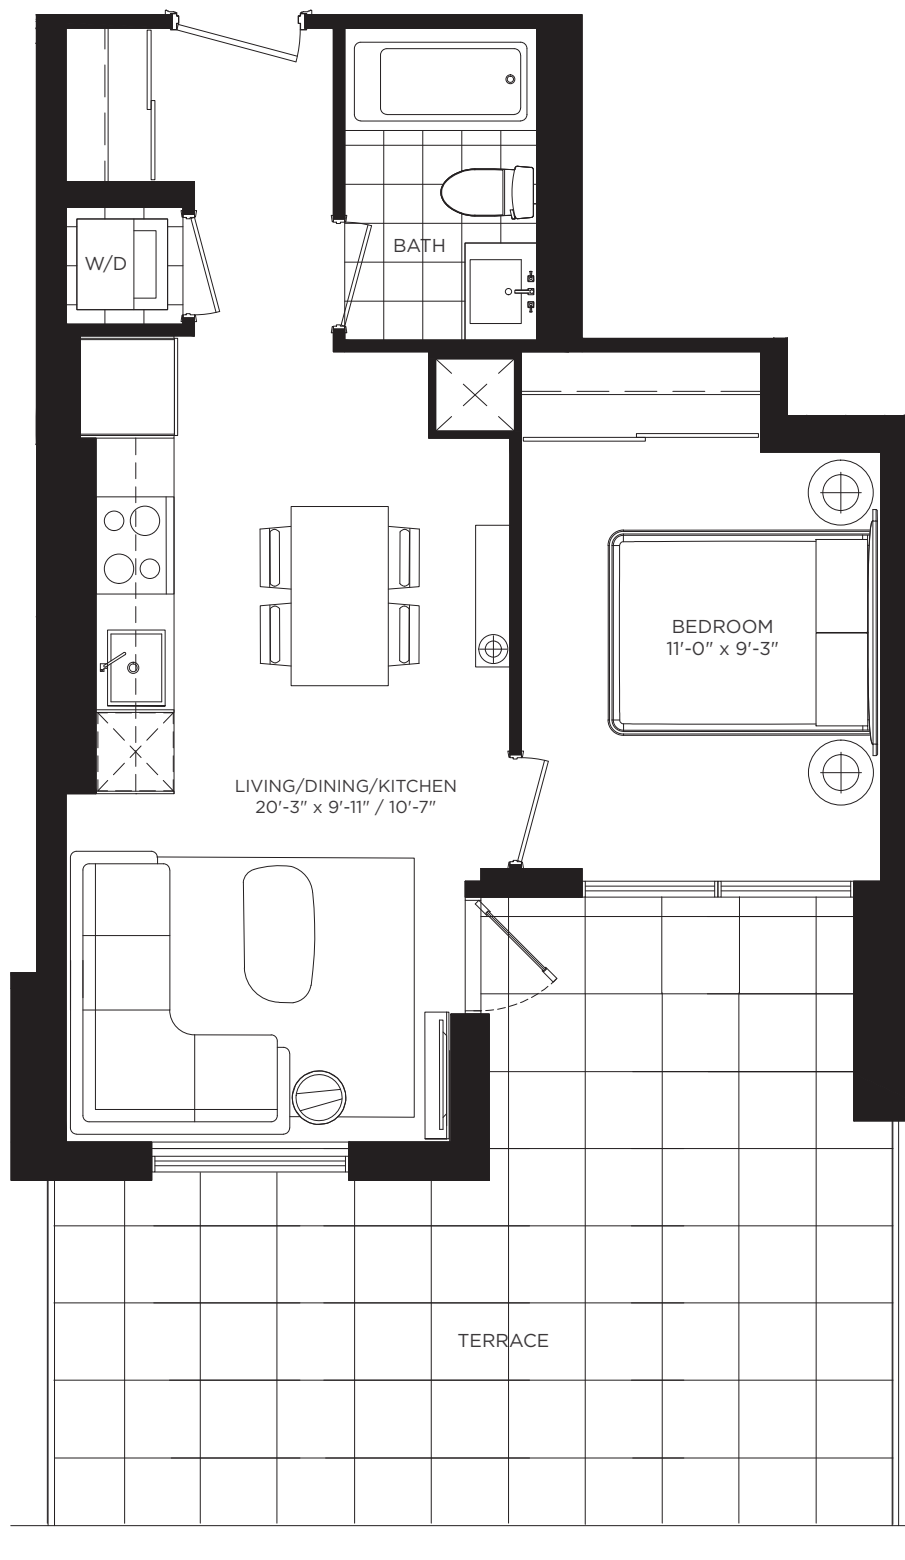 BATH
W/D
BEDROOM
11'-0" x 9'-3"
LIVING/DINING/KITCHEN
20'-3" x 9'-11" / 10'-7"
TERRACE